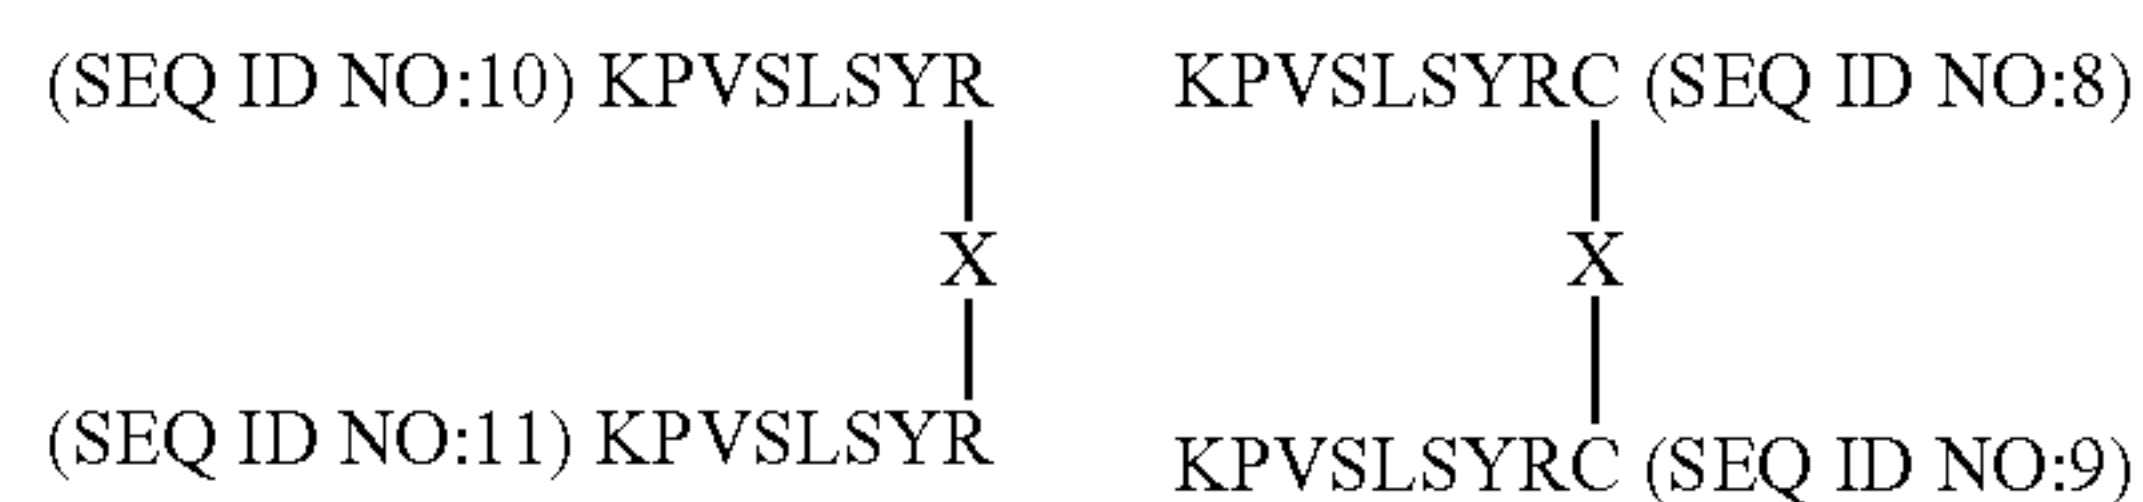 (SEQ ID NO:10) KPVSLSYR KPVSLSYRC (SEQ ID NO:8)
X X
(SEQ ID NO:11) KPVSLSYR KPVSLSYRC (SEQ ID NO:9)